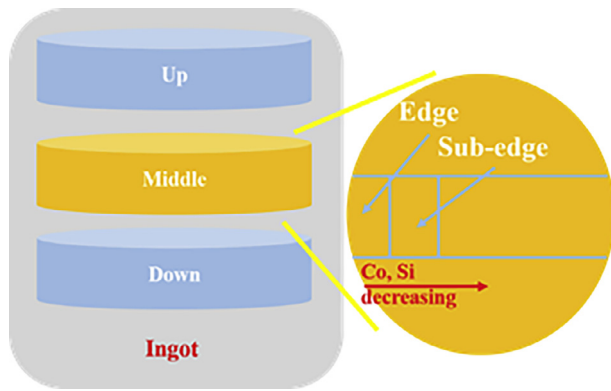 Up
Middle
Down
Ingot
Edge
Sub-edge
Co, Si
decreasing